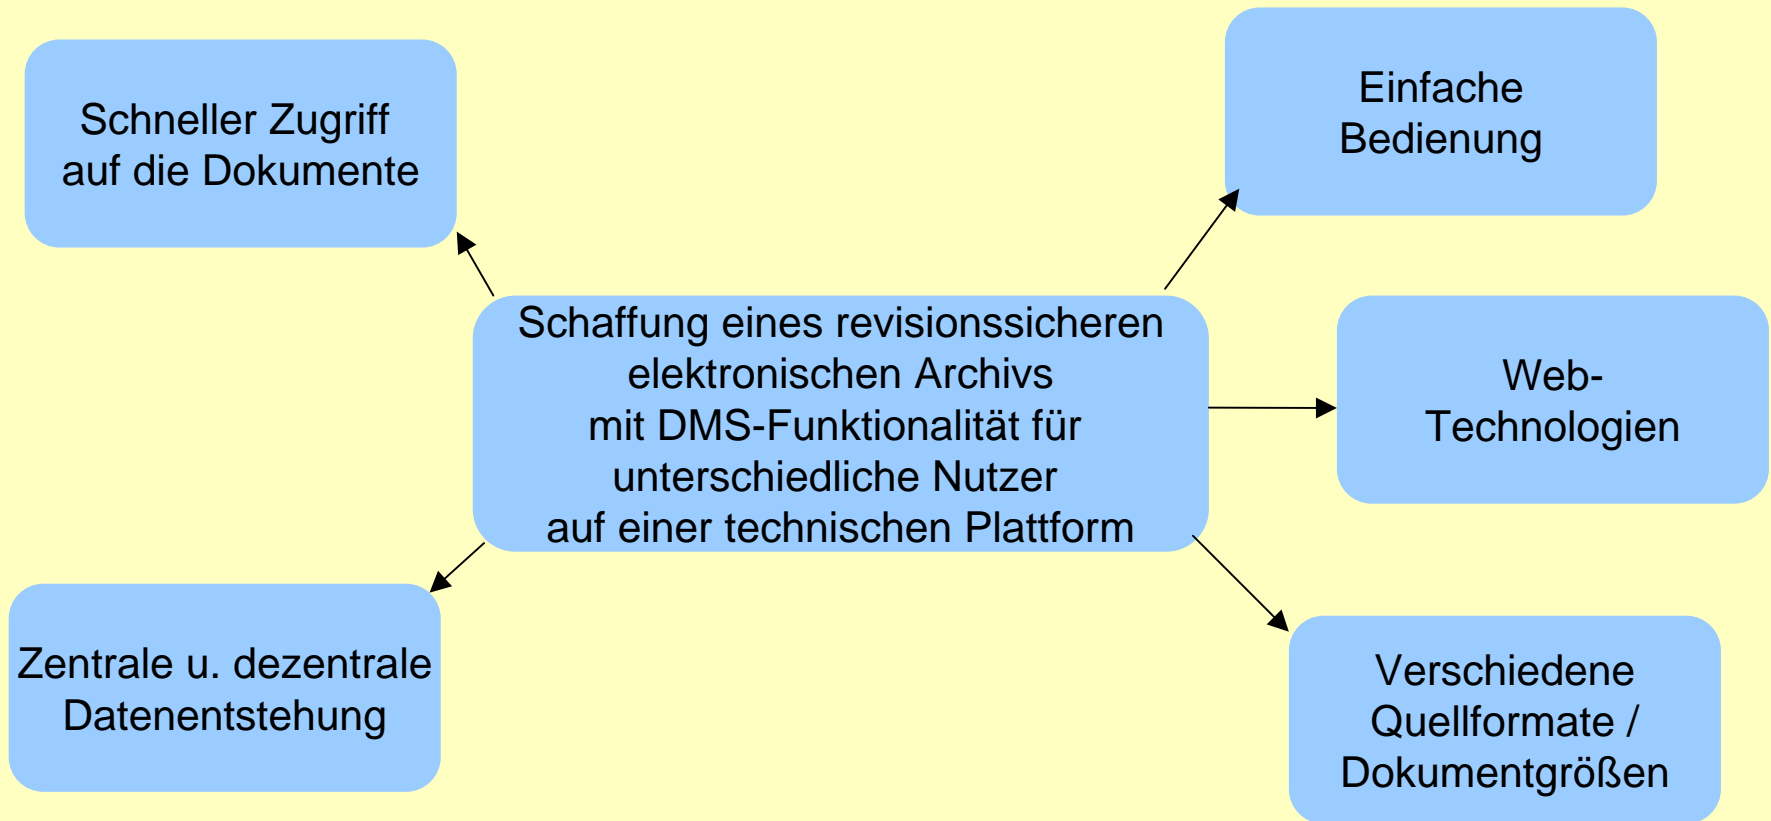 Schneller Zugriff
auf die Dokumente
Einfache
Bedienung
Schaffung eines revisionssicheren
elektronischen Archivs
mit DMS-Funktionalität für
unterschiedliche Nutzer
auf einer technischen Plattform
Web-
Technologien
Zentrale u. dezentrale
Datenentstehung
Verschiedene
Quellformate /
Dokumentgrößen